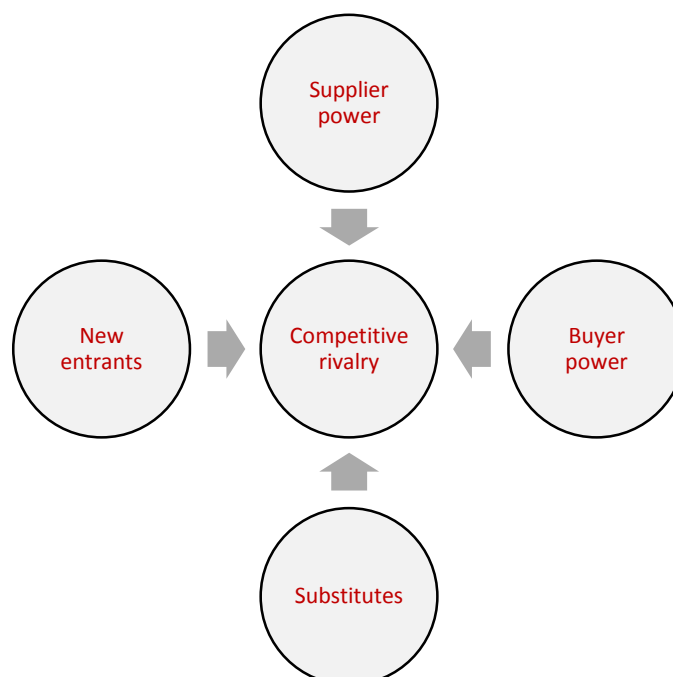 Supplier
power
New
entrants
Competitive
rivalry
Buyer
power
Substitutes